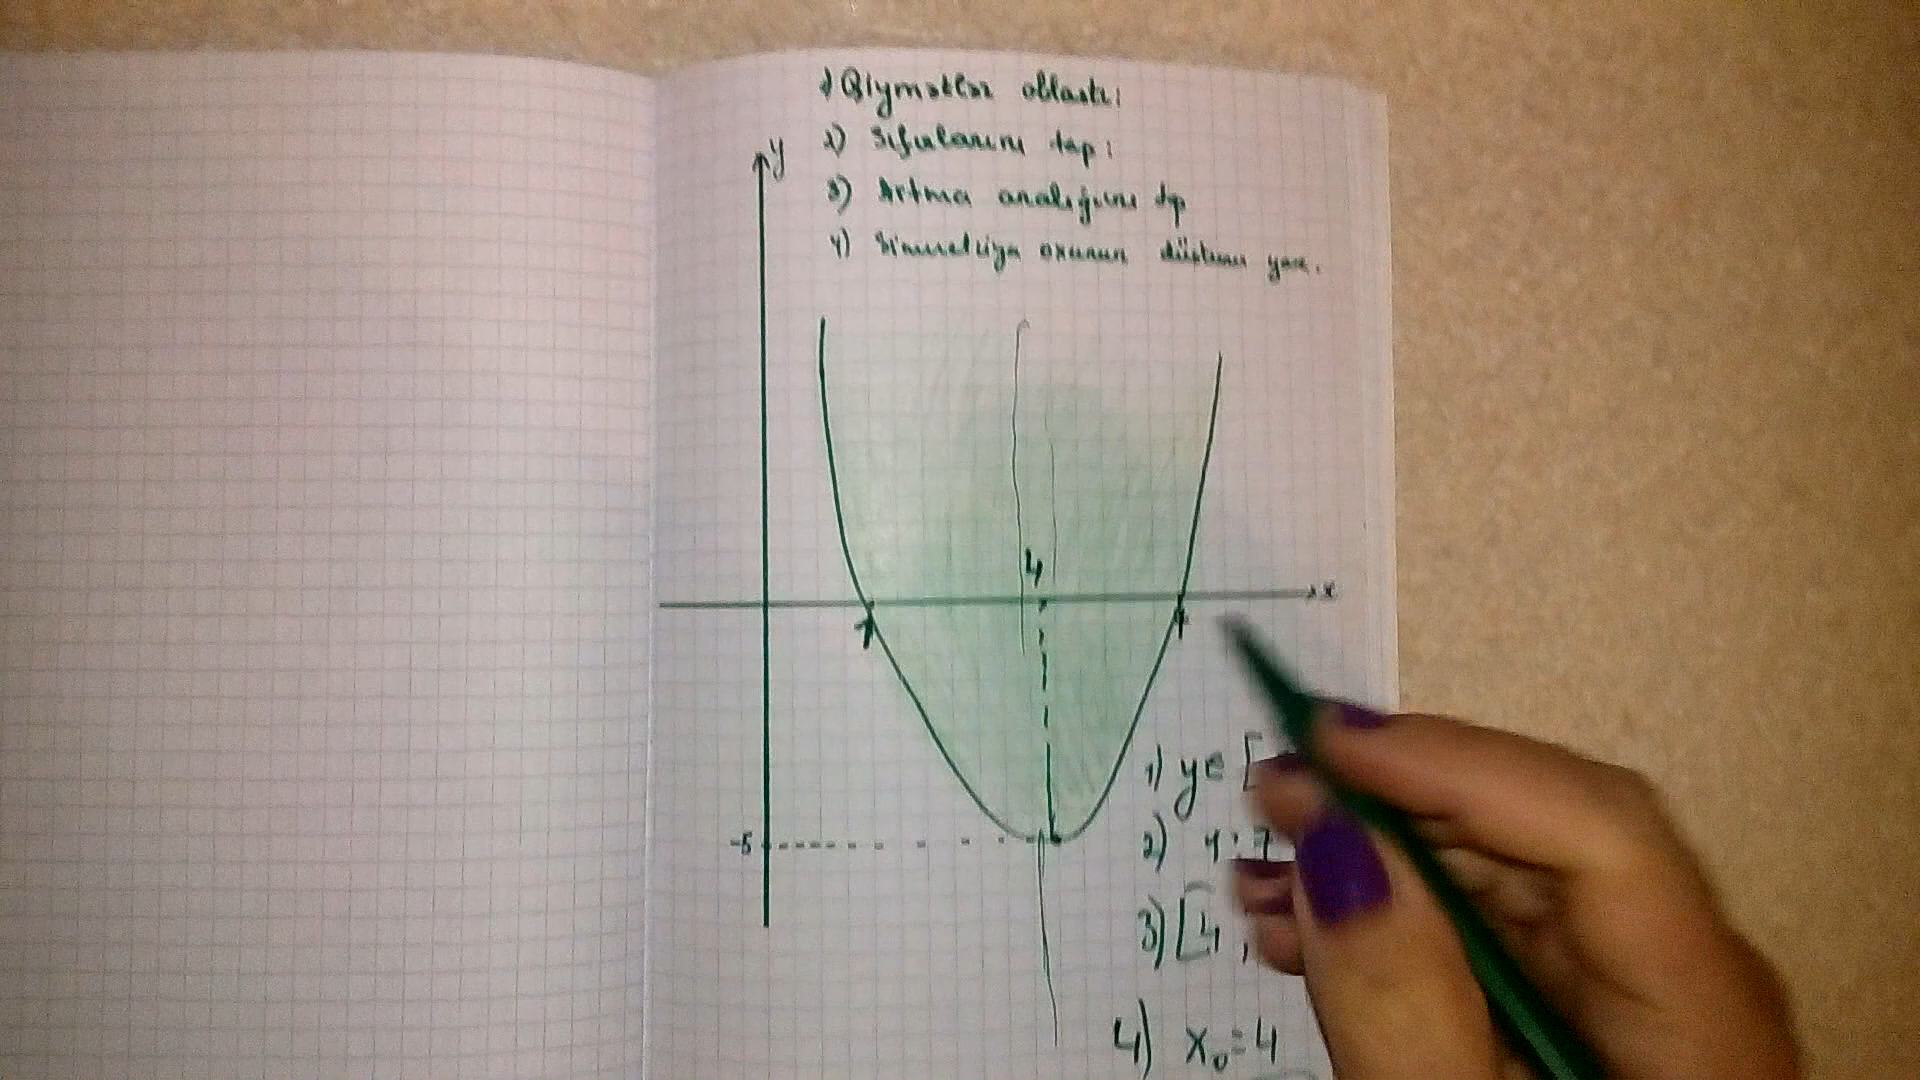 1) Qiymətlər oblastı:
2) Sıfırlarını tap:
3) Artma aralığını tap
4) Simmetriya oxunun düsturunu yaz.
y
4
x
1
-5
1) y∈ [
2) 1; 7
3) [4 ;
4) x₀=4